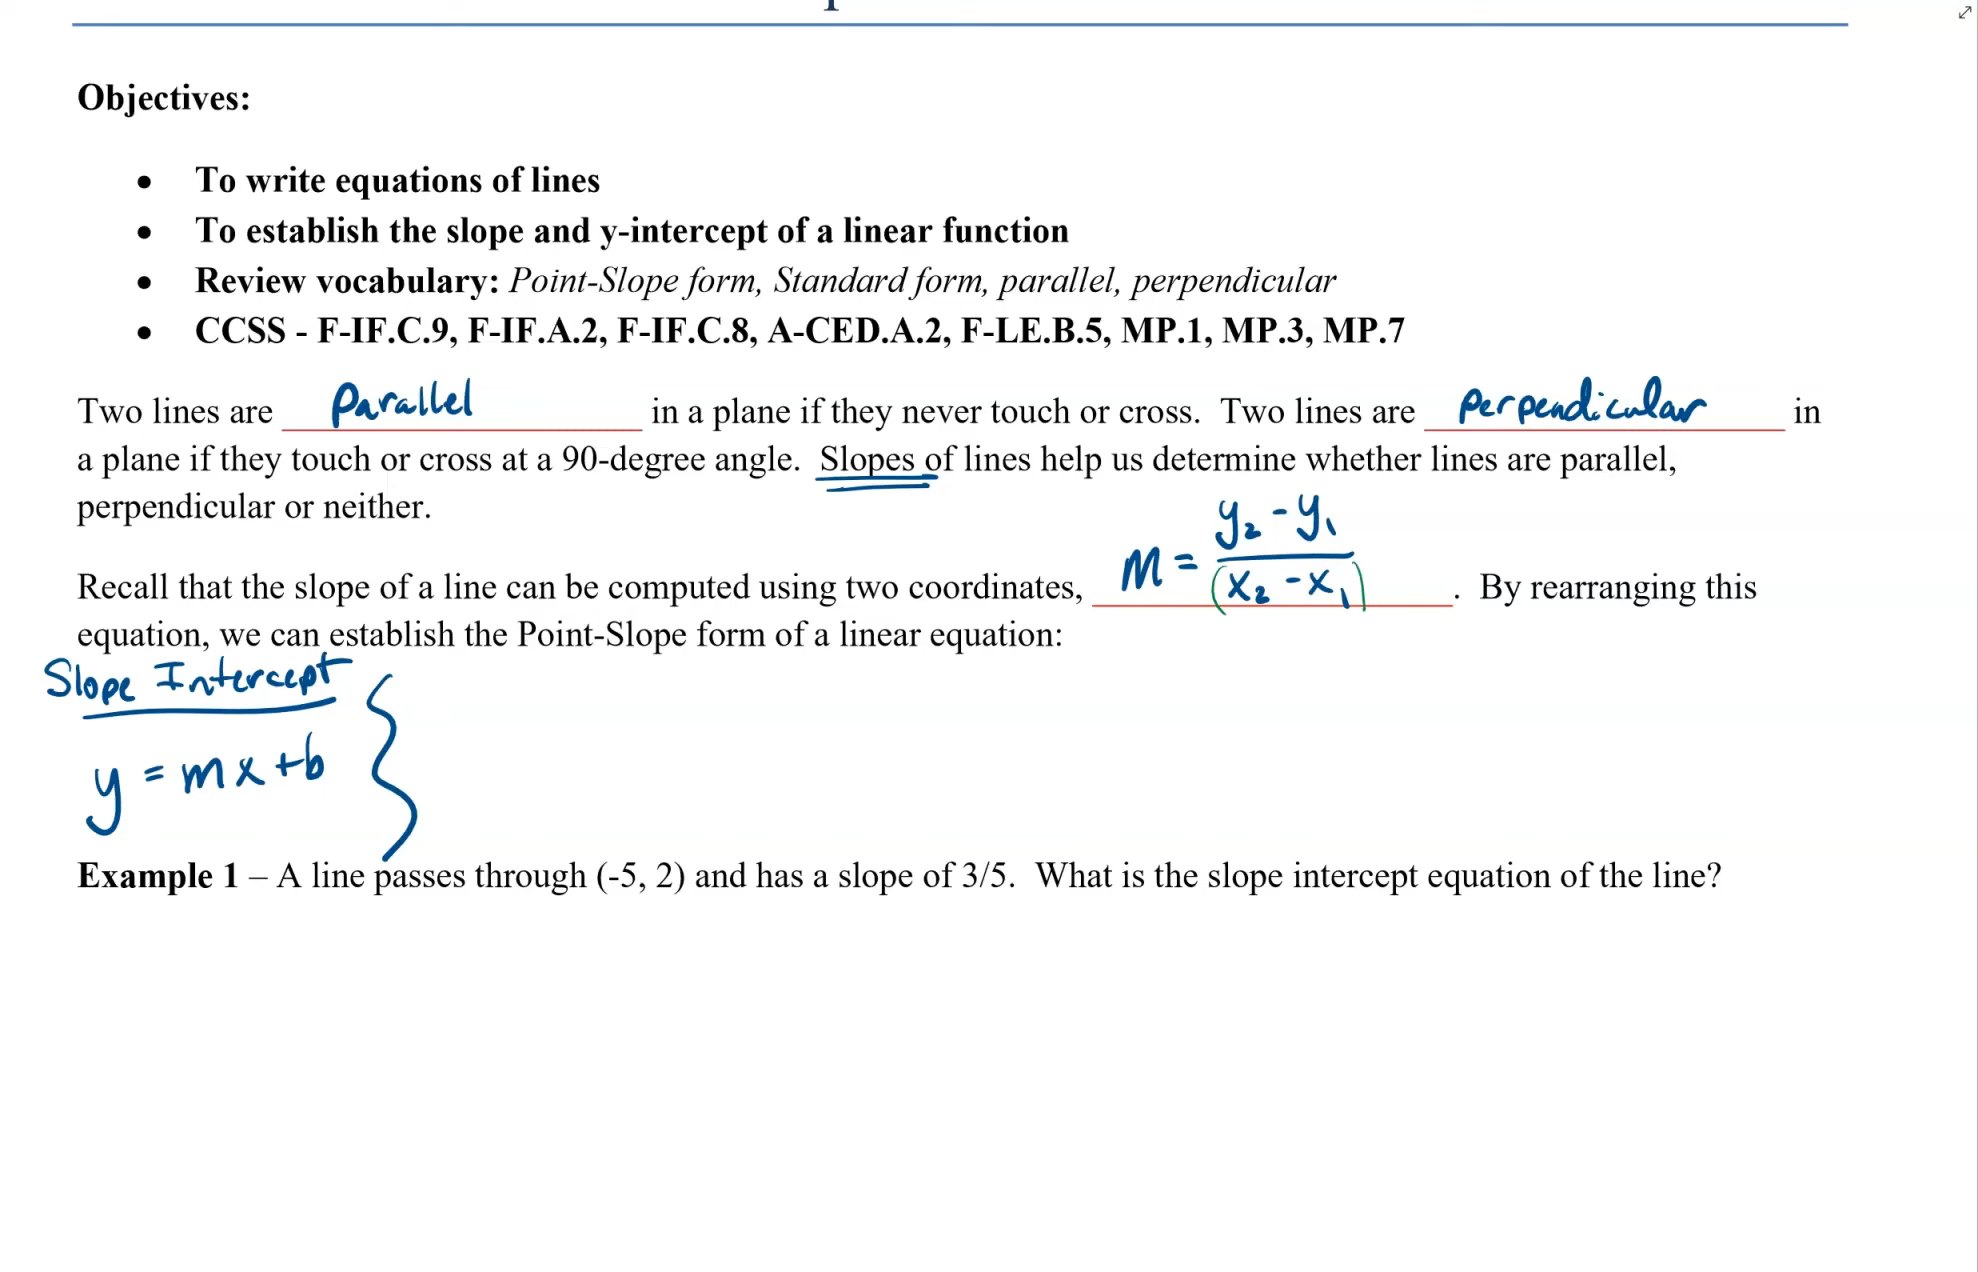 Objectives:
• To write equations of lines
• To establish the slope and y-intercept of a linear function
• Review vocabulary: Point-Slope form, Standard form, parallel, perpendicular
• CCSS - F-IF.C.9, F-IF.A.2, F-IF.C.8, A-CED.A.2, F-LE.B.5, MP.1, MP.3, MP.7
Two lines are Parallel in a plane if they never touch or cross. Two lines are perpendicular in
a plane if they touch or cross at a 90-degree angle. Slopes of lines help us determine whether lines are parallel,
perpendicular or neither.
Recall that the slope of a line can be computed using two coordinates, m = y₂ - y₁ / (x₂ - x₁). By rearranging this
equation, we can establish the Point-Slope form of a linear equation:
Slope Intercept
y = mx + b
Example 1 – A line passes through (-5, 2) and has a slope of 3/5. What is the slope intercept equation of the line?